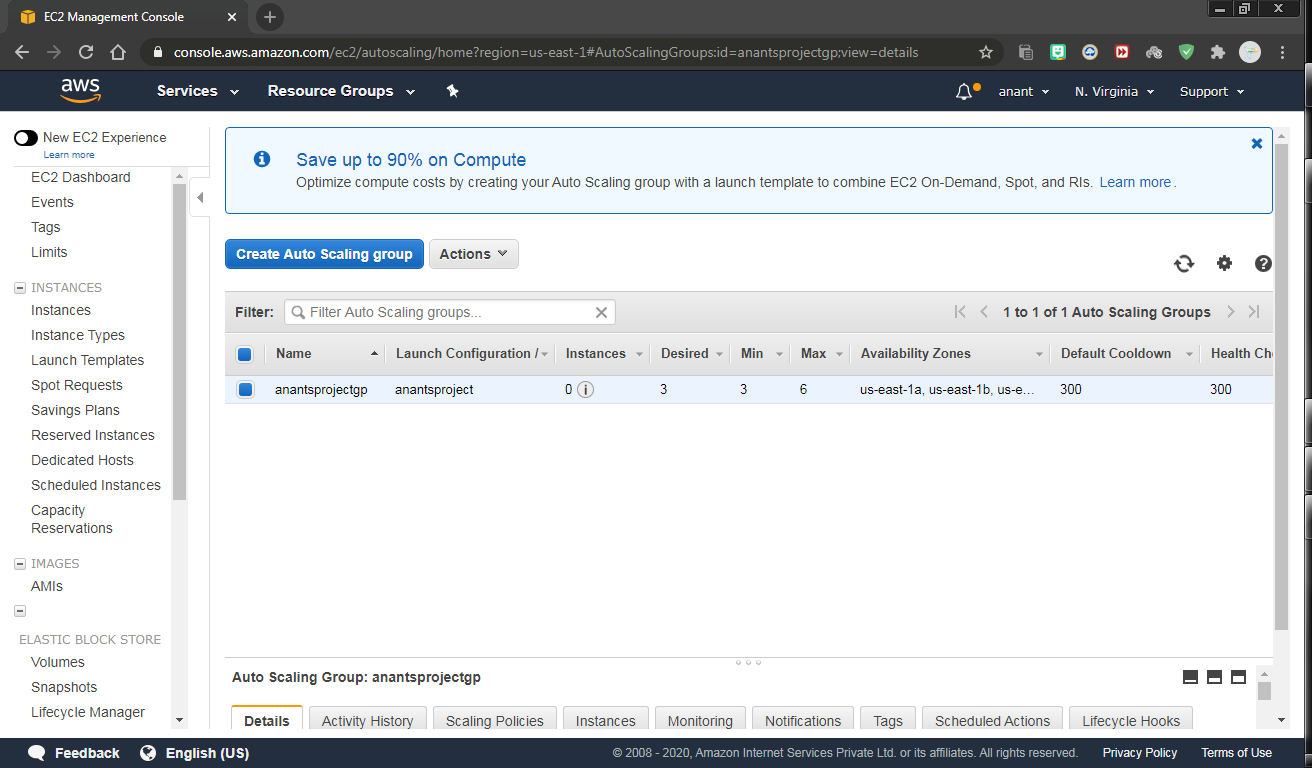 EC2 Management Console
console.aws.amazon.com/ec2/autoscaling/home?region=us-east-1#AutoScalingGroups:id=anantsprojectgp;view=details
aws Services Resource Groups anant N. Virginia Support
New EC2 Experience
Learn more
EC2 Dashboard
Events
Tags
Limits
INSTANCES
Instances
Instance Types
Launch Templates
Spot Requests
Savings Plans
Reserved Instances
Dedicated Hosts
Scheduled Instances
Capacity
Reservations
IMAGES
AMIs
ELASTIC BLOCK STORE
Volumes
Snapshots
Lifecycle Manager
Save up to 90% on Compute
Optimize compute costs by creating your Auto Scaling group with a launch template to combine EC2 On-Demand, Spot, and RIs. Learn more.
Create Auto Scaling group Actions
Filter: Filter Auto Scaling groups... 1 to 1 of 1 Auto Scaling Groups
Name Launch Configuration / Instances Desired Min Max Availability Zones Default Cooldown Health Che
anantsprojectgp anantsproject 0 3 3 6 us-east-1a, us-east-1b, us-e... 300 300
Auto Scaling Group: anantsprojectgp
Details Activity History Scaling Policies Instances Monitoring Notifications Tags Scheduled Actions Lifecycle Hooks
Feedback English (US) © 2008 - 2020, Amazon Internet Services Private Ltd. or its affiliates. All rights reserved. Privacy Policy Terms of Use